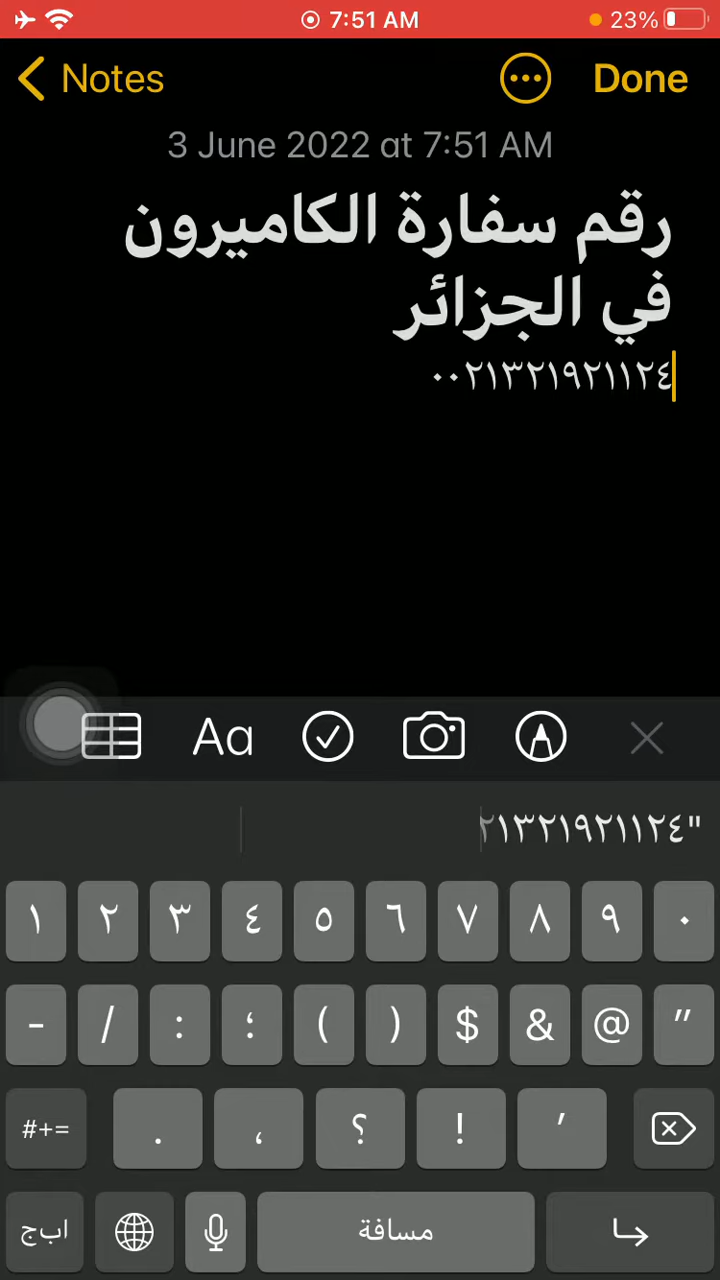 7:51 AM
23%
Notes
Done
3 June 2022 at 7:51 AM
رقم سفارة الكاميرون
في الجزائر
٠٠٢١٣٢١٩٢١١٢٤
Aa
٢١٣٢١٩٢١١٢٤"
١ ٢ ٣ ٤ ٥ ٦ ٧ ٨ ٩ ٠
- / : ؛ ( ) $ & @ "
#+= . ، ؟ ! '
اب‌ج مسافة